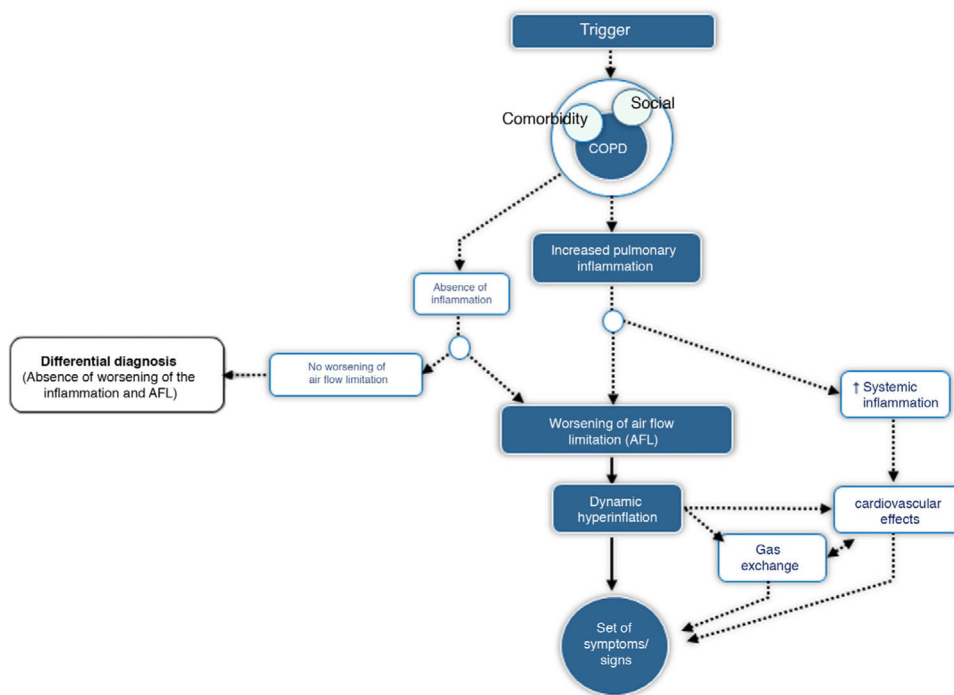 Trigger
Social
Comorbidity
COPD
Increased pulmonary
inflammation
Absence of
inflammation
Differential diagnosis
(Absence of worsening of the
inflammation and AFL)
No worsening of
air flow limitation
↑ Systemic
inflammation
Worsening of air flow
limitation (AFL)
Dynamic
hyperinflation
cardiovascular
effects
Gas
exchange
Set of
symptoms/
signs